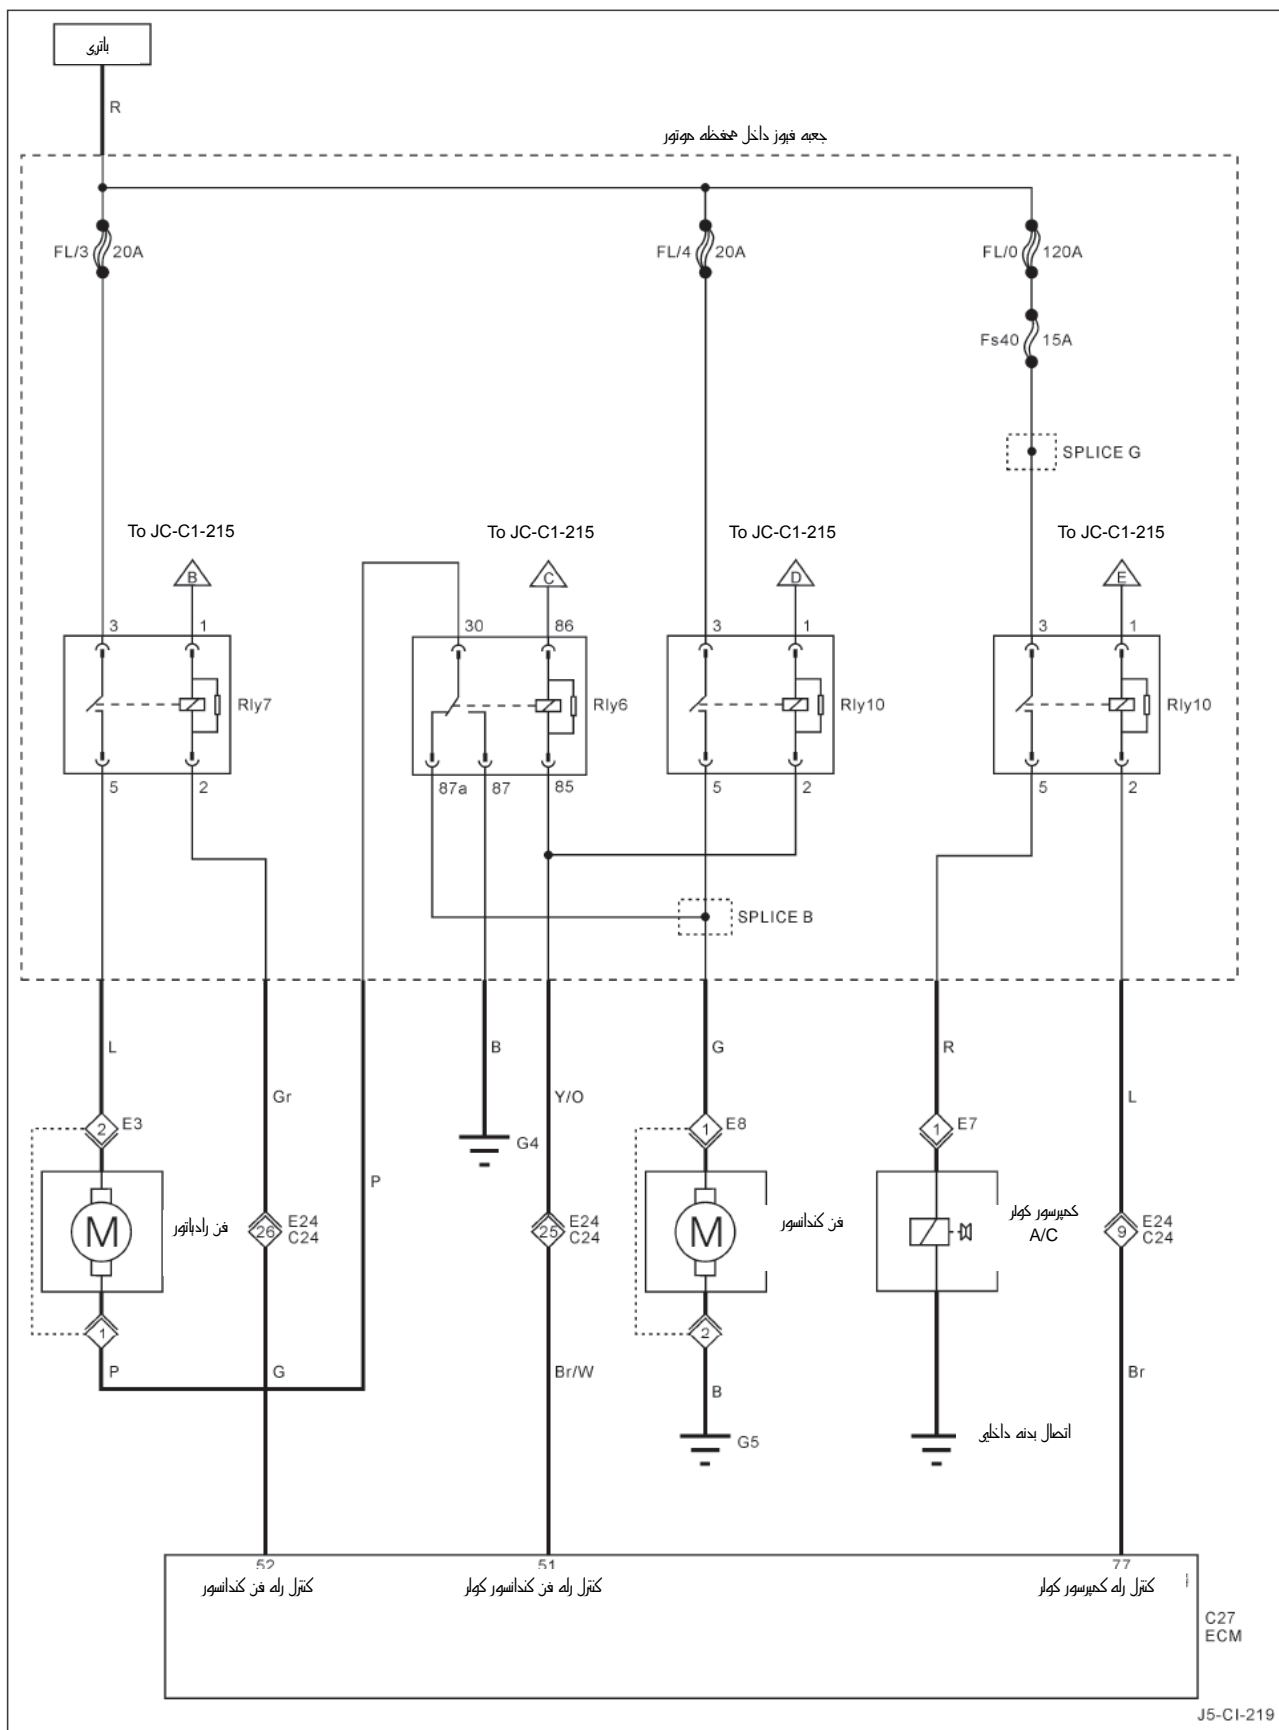 باتری
R
جعبه فیوز داخل محفظه موتور
FL/3 20A
FL/4 20A
FL/0 120A
Fs40 15A
SPLICE G
To JC-C1-215
To JC-C1-215
To JC-C1-215
To JC-C1-215
B
C
D
E
3 1
30 86
3 1
3 1
Rly7
Rly6
Rly10
Rly10
5 2
87a 87 85
5 2
5 2
SPLICE B
L
B
G
R
Gr
Y/O
L
2 E3
1 E8
1 E7
G4
P
M
فن رادیاتور
26 E24
C24
25 E24
C24
M
فن کندانسور
کمپرسور کولر
A/C
9 E24
C24
1
2
P
G
Br/W
B
Br
G5
اتصال بدنه داخلی
52
51
77
کنترل رله فن کندانسور
کنترل رله فن کندانسور کولر
کنترل رله کمپرسور کولر
C27
ECM
J5-CI-219